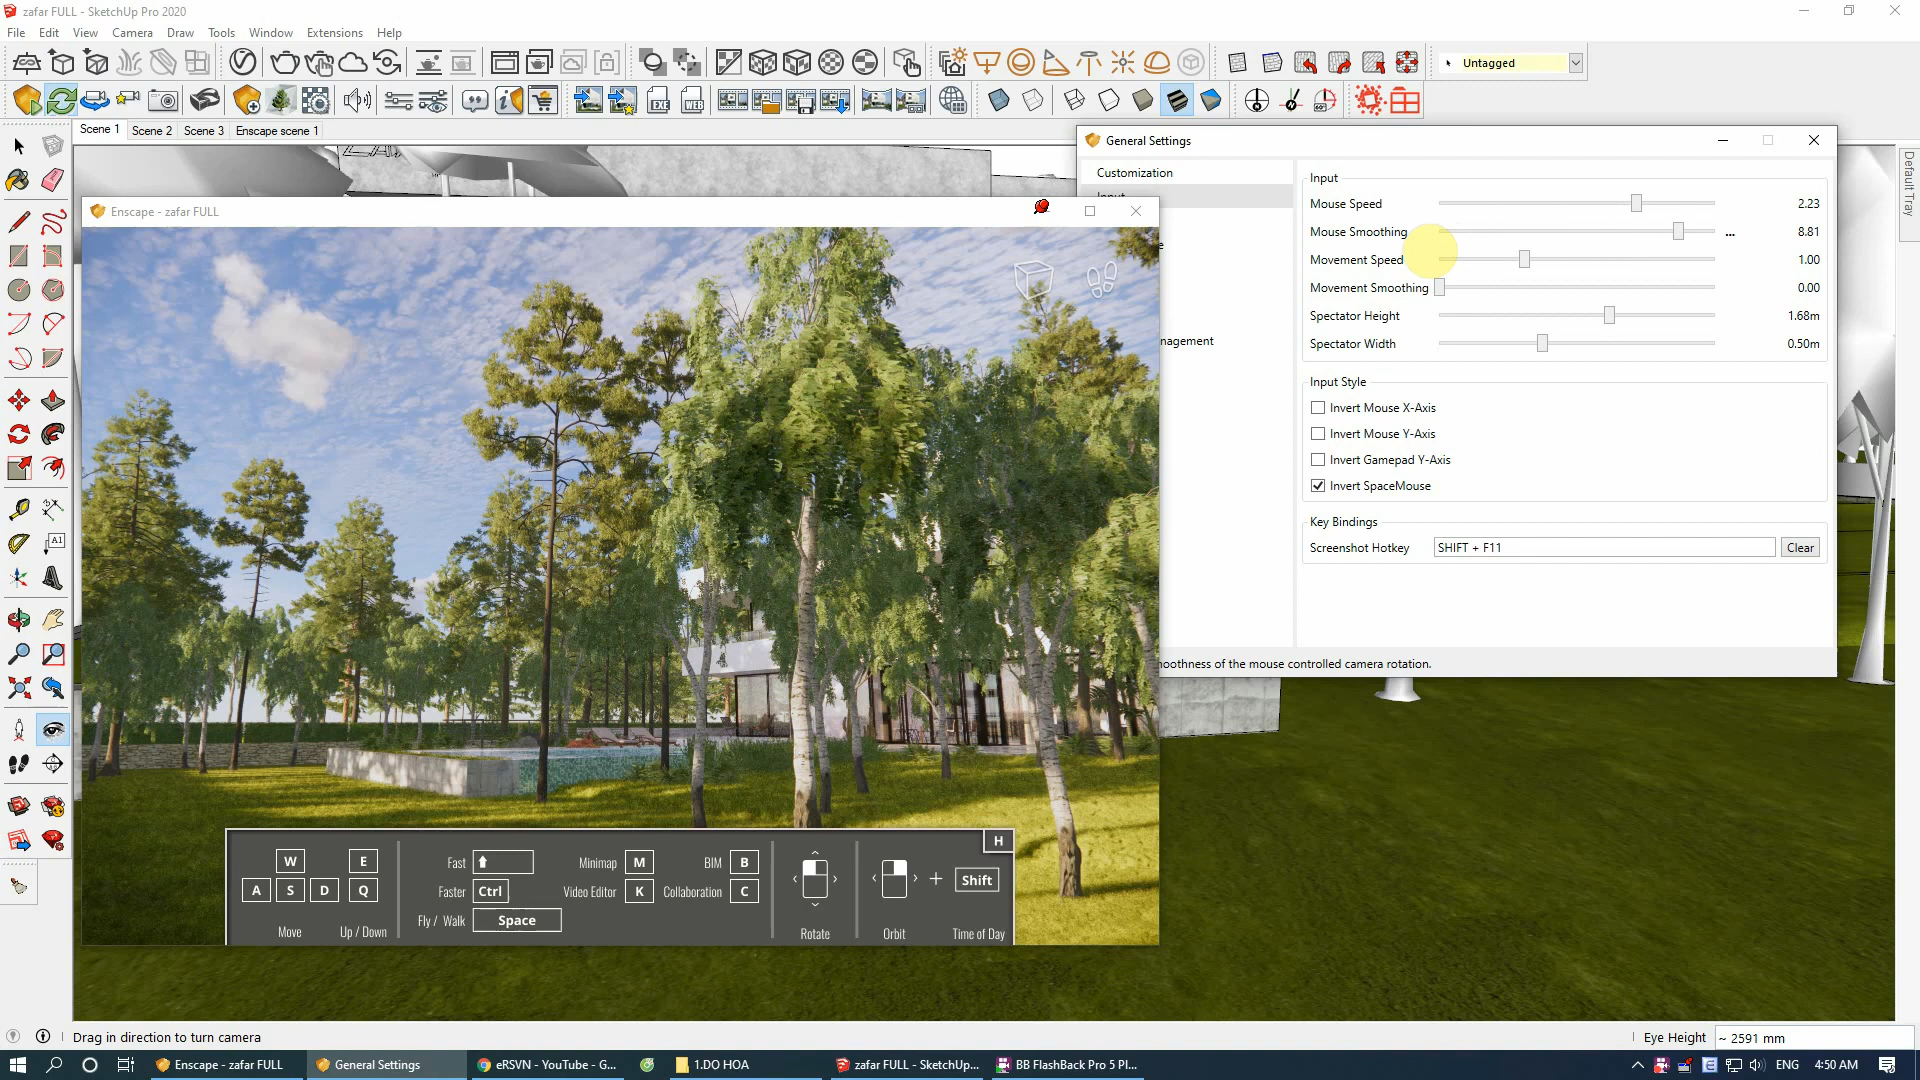 zafar FULL - SketchUp Pro 2020
File Edit View Camera Draw Tools Window Extensions Help
Untagged
EXE
WEB
Scene 1 Scene 2 Scene 3 Enscape scene 1
Default Tray
General Settings
Customization
Input
nagement
Input
Mouse Speed 2.23
Mouse Smoothing ... 8.81
Movement Speed 1.00
Movement Smoothing 0.00
Spectator Height 1.68m
Spectator Width 0.50m
Input Style
Invert Mouse X-Axis
Invert Mouse Y-Axis
Invert Gamepad Y-Axis
Invert SpaceMouse
Key Bindings
Screenshot Hotkey SHIFT + F11 Clear
oothness of the mouse controlled camera rotation.
Enscape - zafar FULL
H
W E
A S D Q
Move Up / Down
Fast
Faster Ctrl
Fly / Walk Space
Minimap M
Video Editor K
BIM B
Collaboration C
Rotate
Orbit
+ Shift
Time of Day
A1
Drag in direction to turn camera
Eye Height ~ 2591 mm
Enscape - zafar FULL
General Settings
eRSVN - YouTube - G...
1.DO HOA
zafar FULL - SketchUp...
BB FlashBack Pro 5 Pl...
ENG
4:50 AM